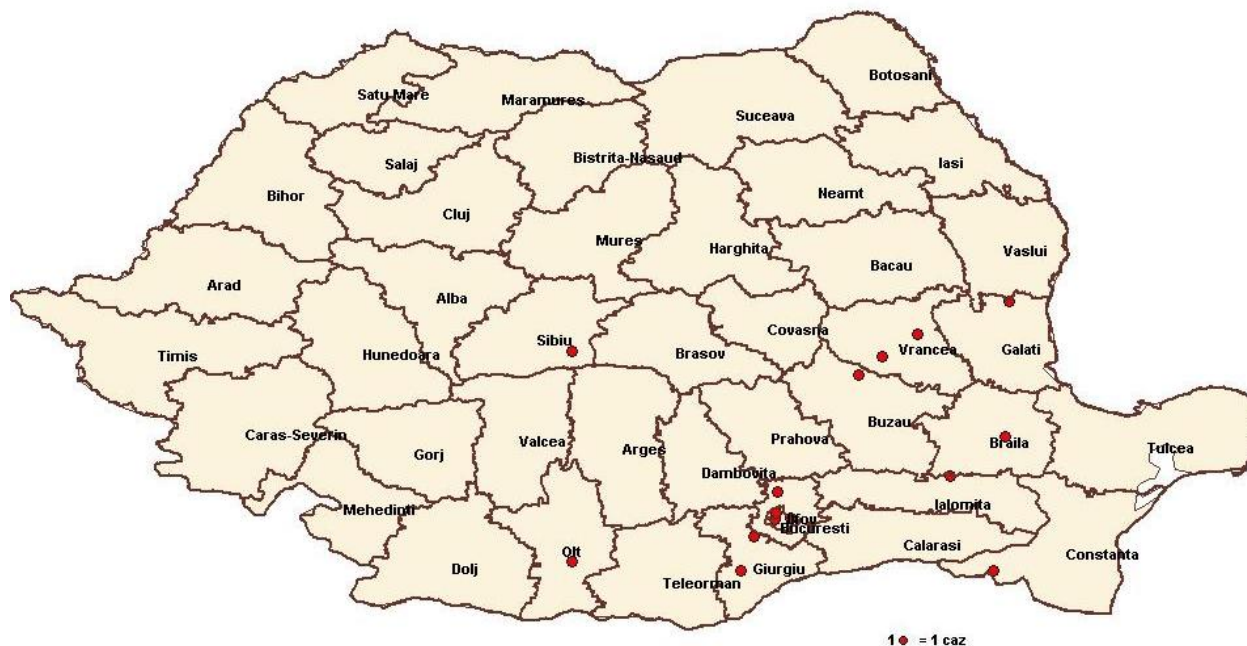 Botosani
Satu Mare
Maramures
Suceava
Salaj
Bistrita-Nasaud
Iasi
Bihor
Neamt
Cluj
Mures
Harghita
Vaslui
Bacau
Arad
Alba
Covasna
Timis
Hunedoara
Sibiu
Brasov
Vrancea
Galati
Caras-Severin
Gorj
Valcea
Arges
Prahova
Buzau
Braila
Tulcea
Dambovita
Mehedinti
Ialomita
Ilfov
Bucuresti
Olt
Dolj
Teleorman
Giurgiu
Calarasi
Constanta
1 = 1 caz